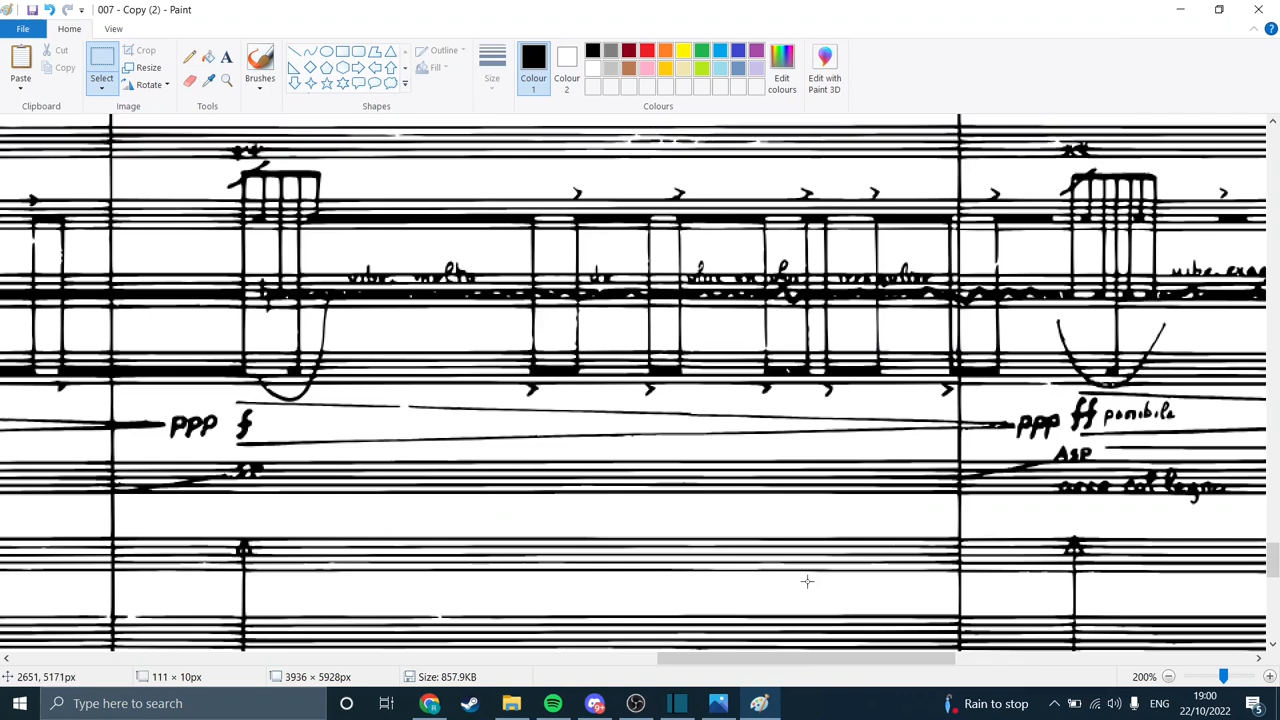 007 - Copy (2) - Paint
File Home View
Paste
Cut
Copy
Clipboard
Select
Crop
Resize
Rotate
Image
Tools
Brushes
Shapes
Outline
Fill
Size
Colour 1
Colour 2
Colours
Edit colours
Edit with Paint 3D
vibr. molto
ppp f
ppp ff possibile
ASP
2651, 5171px 111 × 10px 3936 × 5928px Size: 857.9KB 200%
Type here to search
Rain to stop
ENG
19:00
22/10/2022
5